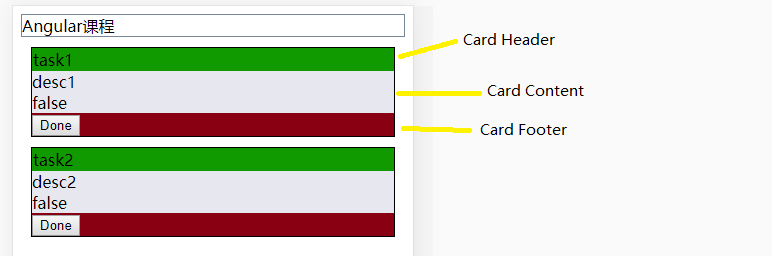 Angular课程
task1
Card Header
desc1
Card Content
false
Done
Card Footer
task2
desc2
false
Done